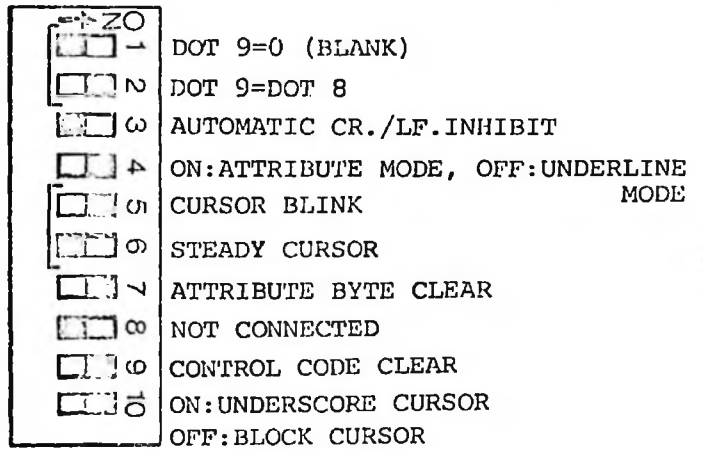 ON
1 DOT 9=0 (BLANK)
2 DOT 9=DOT 8
3 AUTOMATIC CR./LF.INHIBIT
4 ON:ATTRIBUTE MODE, OFF:UNDERLINE
MODE
5 CURSOR BLINK
6 STEADY CURSOR
7 ATTRIBUTE BYTE CLEAR
8 NOT CONNECTED
9 CONTROL CODE CLEAR
10 ON:UNDERSCORE CURSOR
OFF:BLOCK CURSOR